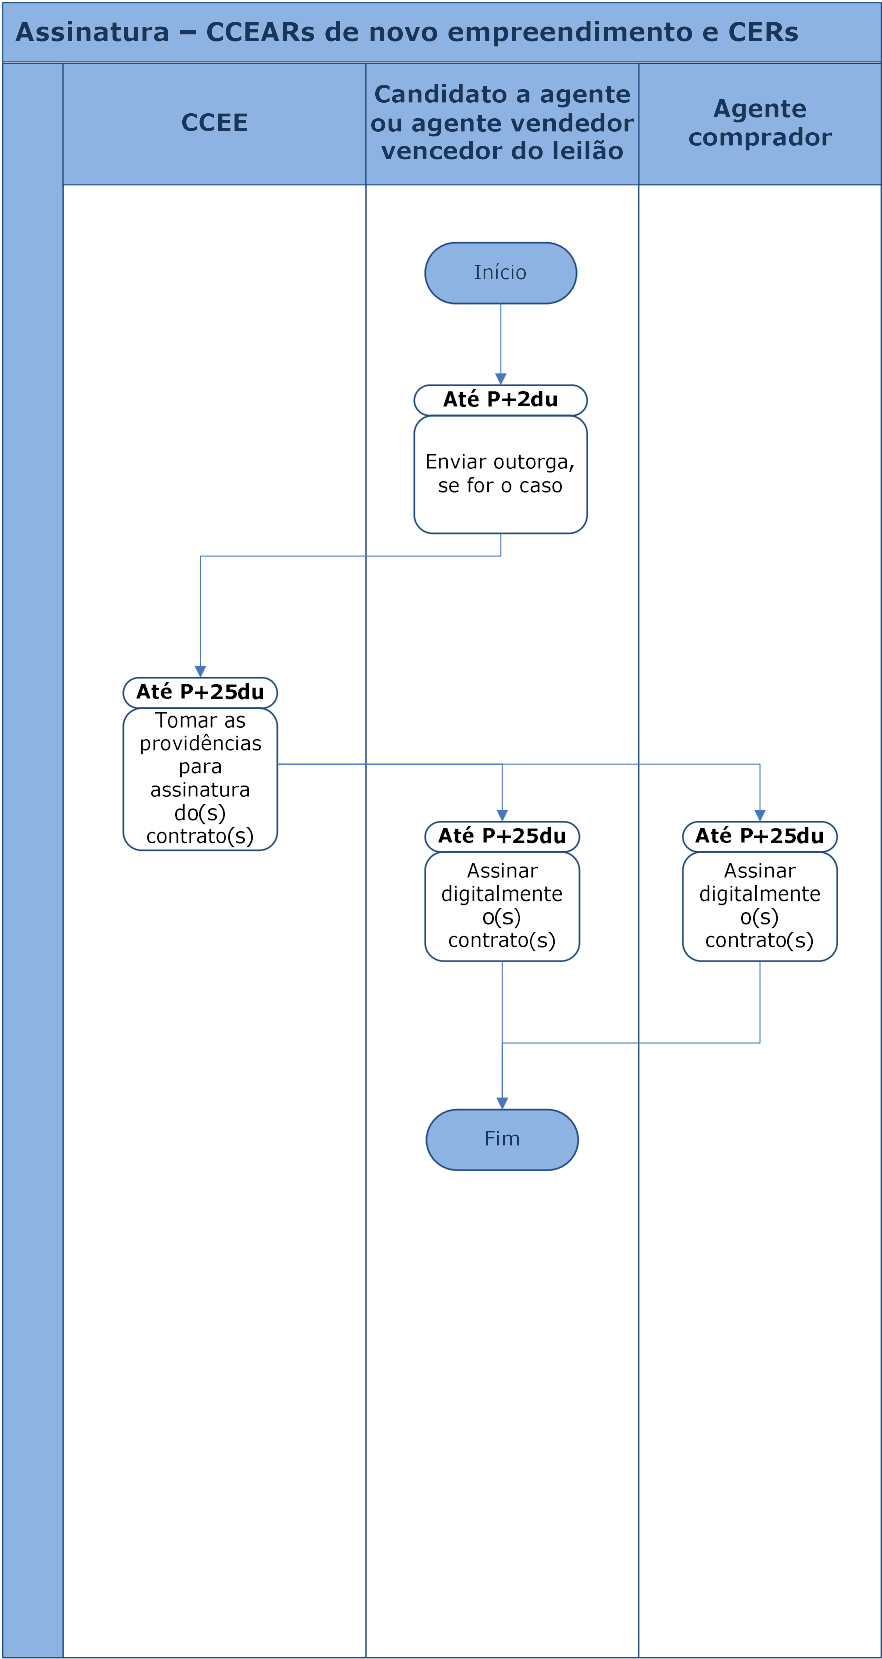 Assinatura – CCEARs de novo empreendimento e CERs
CCEE
Candidato a agente
ou agente vendedor
vencedor do leilão
Agente
comprador
Início
Até P+2du
Enviar outorga,
se for o caso
Até P+25du
Tomar as
providências
para
assinatura
do(s)
contrato(s)
Até P+25du
Assinar
digitalmente
o(s)
contrato(s)
Até P+25du
Assinar
digitalmente
o(s)
contrato(s)
Fim